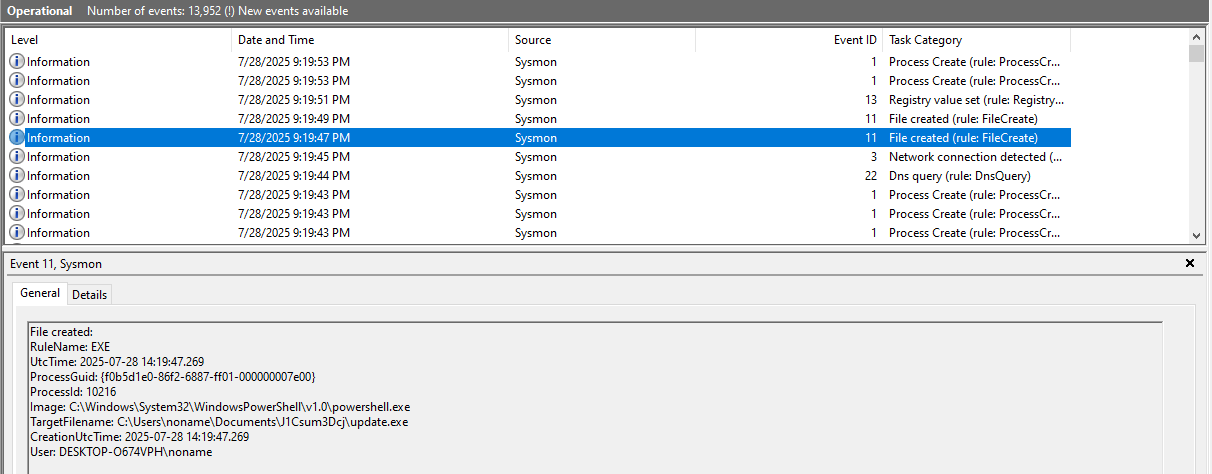 Operational Number of events: 13,952 (!) New events available
Level Date and Time Source Event ID Task Category
Information 7/28/2025 9:19:53 PM Sysmon 1 Process Create (rule: ProcessCr...
Information 7/28/2025 9:19:53 PM Sysmon 1 Process Create (rule: ProcessCr...
Information 7/28/2025 9:19:51 PM Sysmon 13 Registry value set (rule: Registry...
Information 7/28/2025 9:19:49 PM Sysmon 11 File created (rule: FileCreate)
Information 7/28/2025 9:19:47 PM Sysmon 11 File created (rule: FileCreate)
Information 7/28/2025 9:19:45 PM Sysmon 3 Network connection detected (...
Information 7/28/2025 9:19:44 PM Sysmon 22 Dns query (rule: DnsQuery)
Information 7/28/2025 9:19:43 PM Sysmon 1 Process Create (rule: ProcessCr...
Information 7/28/2025 9:19:43 PM Sysmon 1 Process Create (rule: ProcessCr...
Information 7/28/2025 9:19:43 PM Sysmon 1 Process Create (rule: ProcessCr...
Event 11, Sysmon
General Details
File created:
RuleName: EXE
UtcTime: 2025-07-28 14:19:47.269
ProcessGuid: {f0b5d1e0-86f2-6887-ff01-000000007e00}
ProcessId: 10216
Image: C:\Windows\System32\WindowsPowerShell\v1.0\powershell.exe
TargetFilename: C:\Users\noname\Documents\J1Csum3Dcj\update.exe
CreationUtcTime: 2025-07-28 14:19:47.269
User: DESKTOP-O674VPH\noname